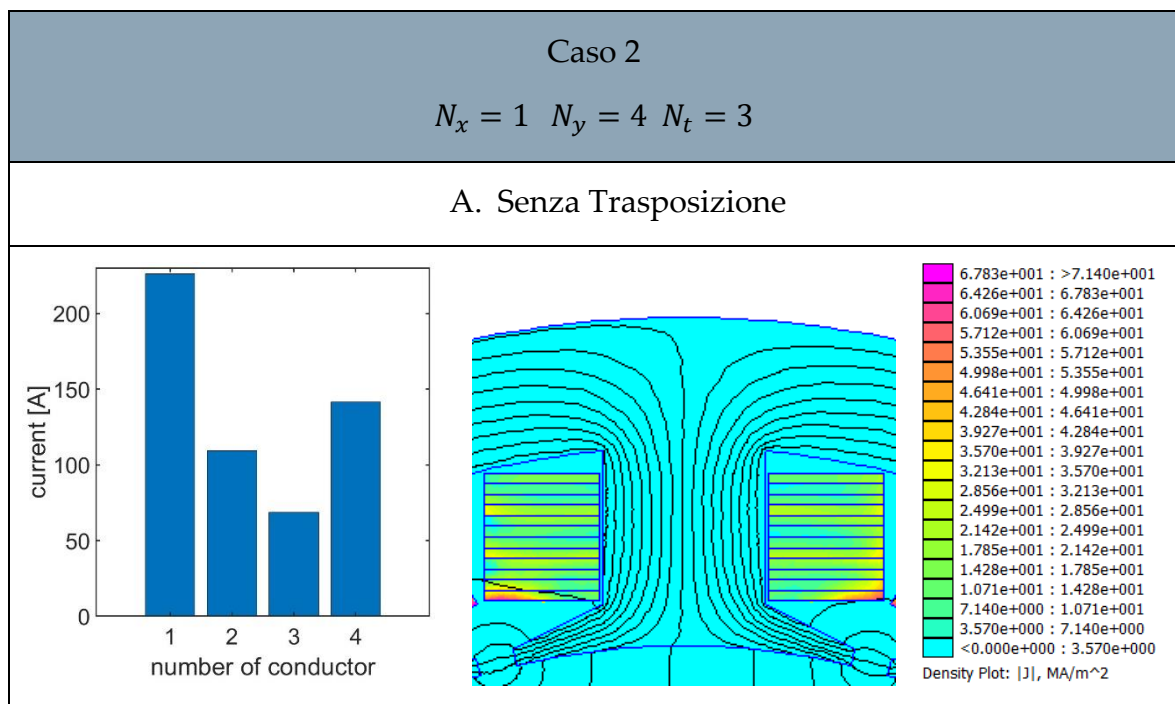 Caso 2
N_x = 1 N_y = 4 N_t = 3
A. Senza Trasposizione
200
150
100
50
0
current [A]
1 2 3 4
number of conductor
6.783e+001 : >7.140e+001
6.426e+001 : 6.783e+001
6.069e+001 : 6.426e+001
5.712e+001 : 6.069e+001
5.355e+001 : 5.712e+001
4.998e+001 : 5.355e+001
4.641e+001 : 4.998e+001
4.284e+001 : 4.641e+001
3.927e+001 : 4.284e+001
3.570e+001 : 3.927e+001
3.213e+001 : 3.570e+001
2.856e+001 : 3.213e+001
2.499e+001 : 2.856e+001
2.142e+001 : 2.499e+001
1.785e+001 : 2.142e+001
1.428e+001 : 1.785e+001
1.071e+001 : 1.428e+001
7.140e+000 : 1.071e+001
3.570e+000 : 7.140e+000
<0.000e+000 : 3.570e+000
Density Plot: |J|, MA/m^2